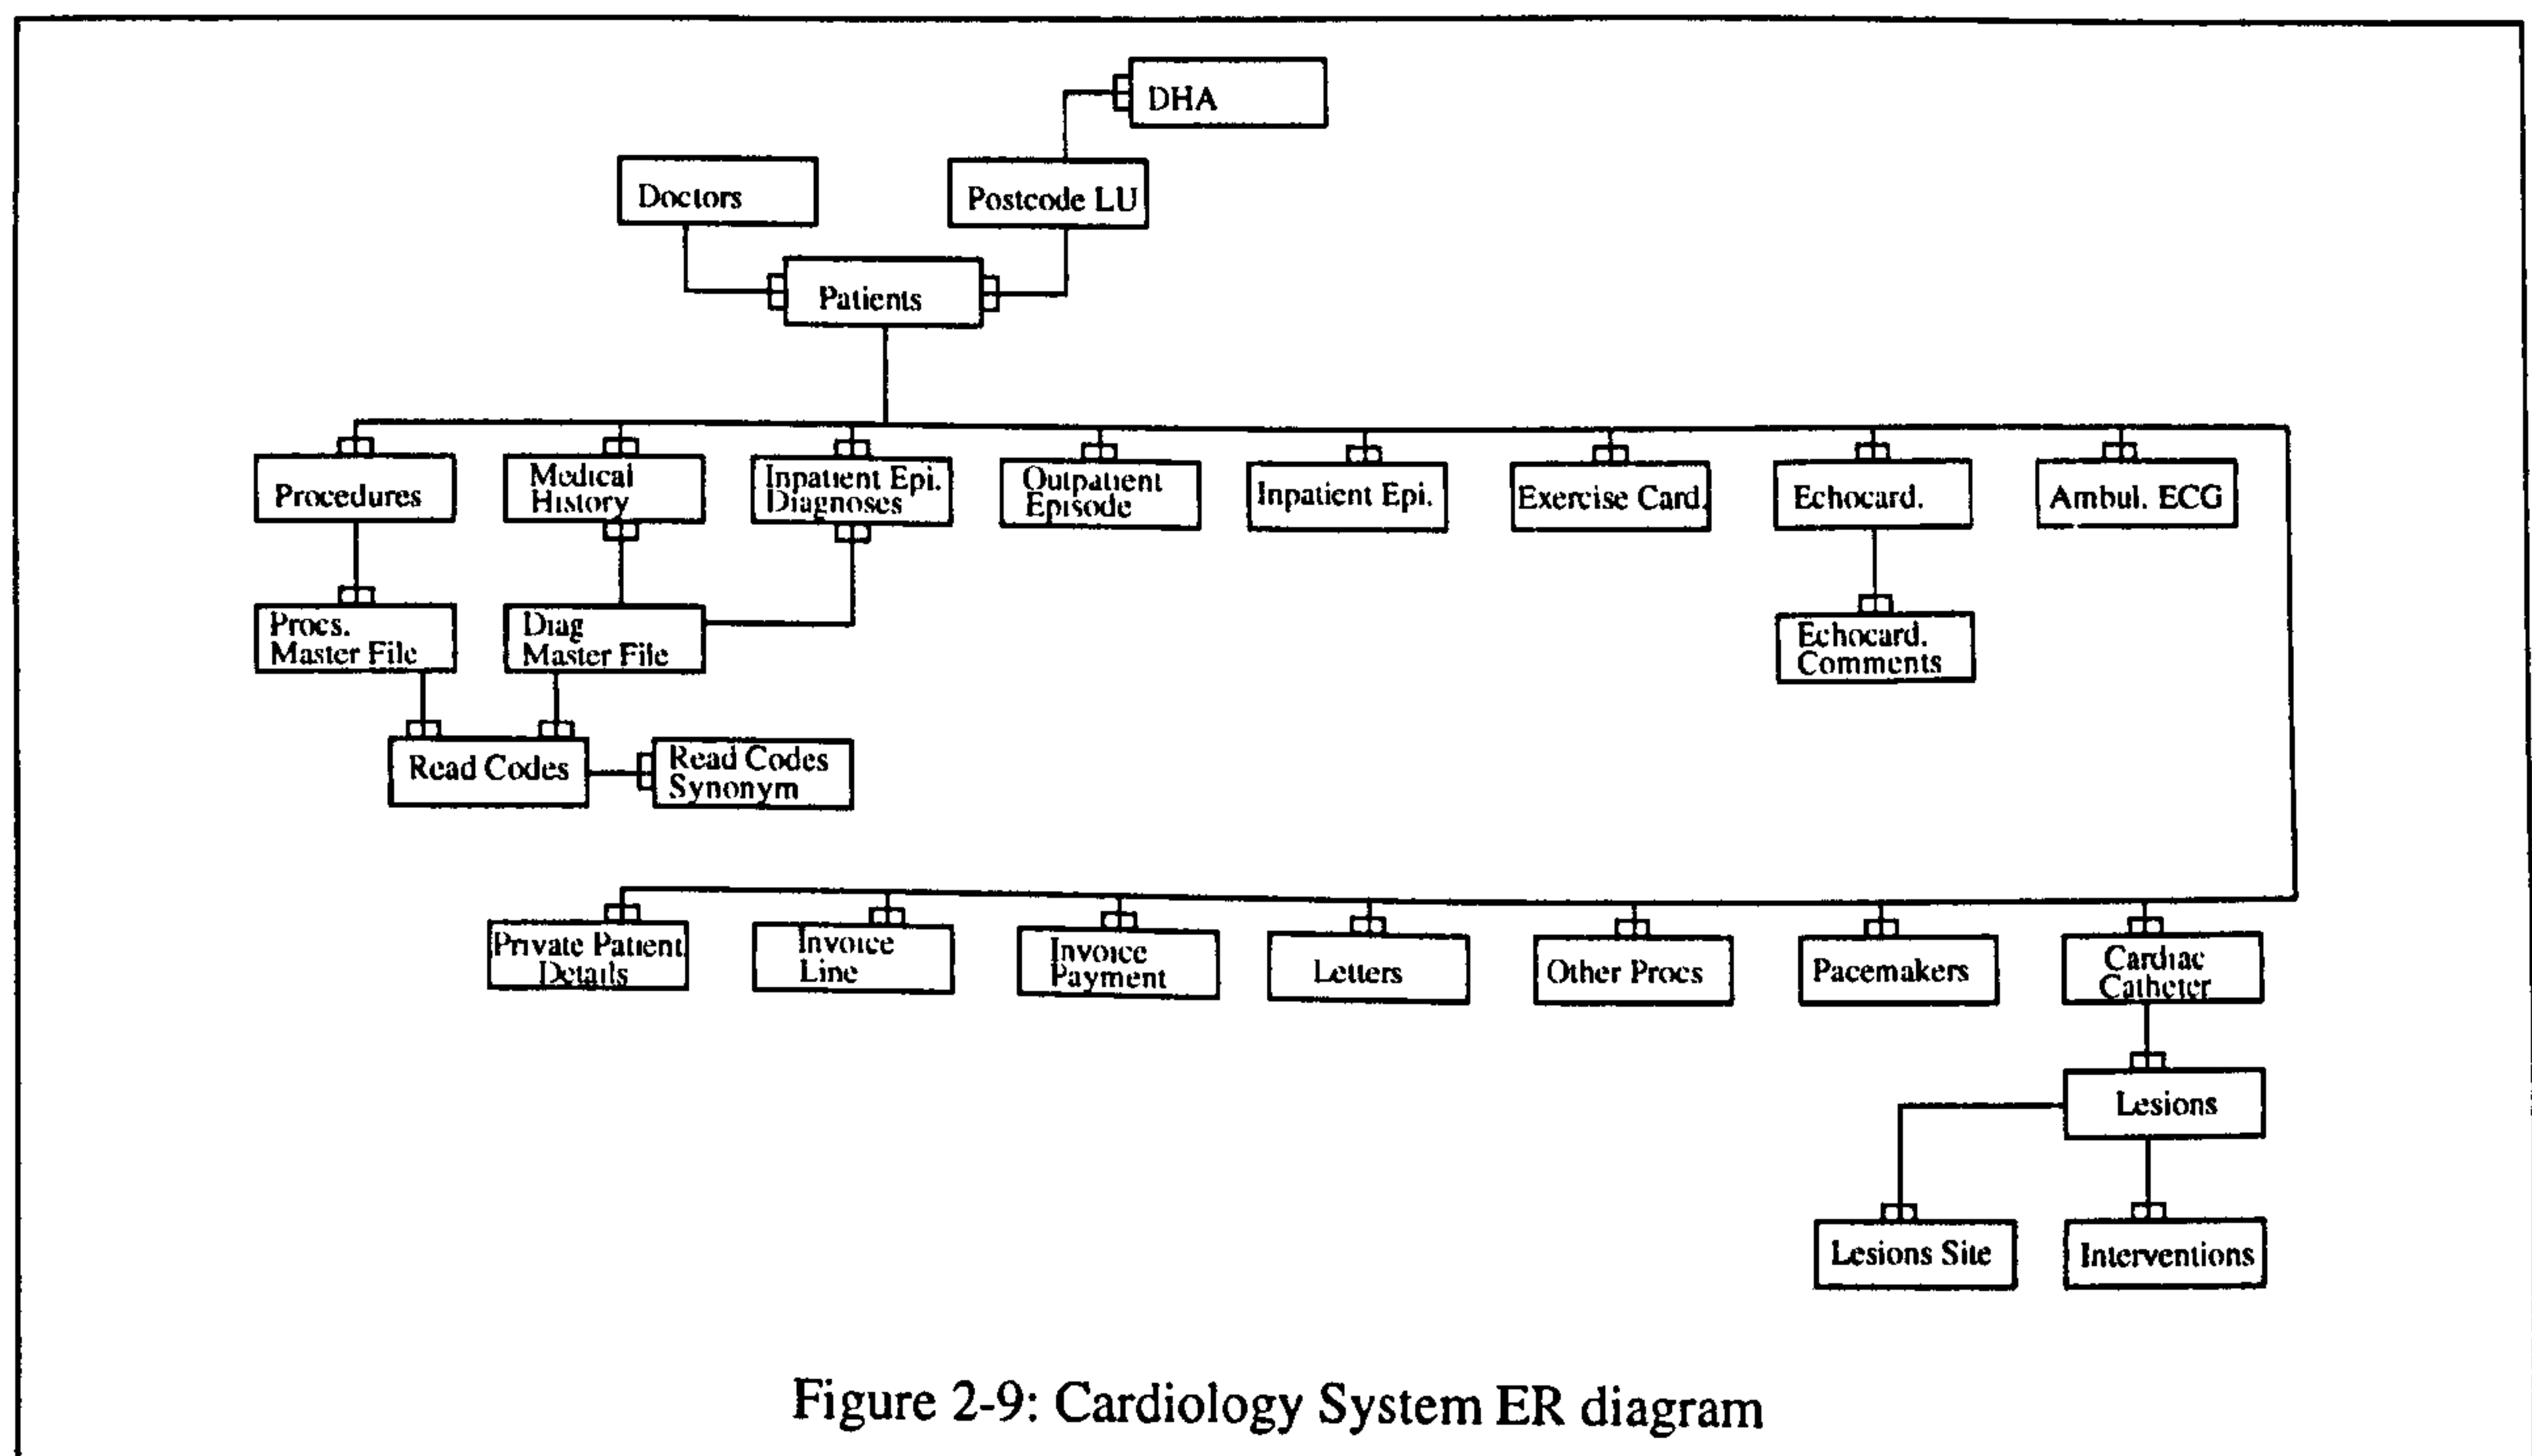 DHA
Doctors
Postcode LU
Patients
Procedures
Medical
History
Inpatient Epi.
Diagnoses
Outpatient
Episode
Inpatient Epi.
Exercise Card.
Echocard.
Ambul. ECG
Procs.
Master File
Diag
Master File
Echocard.
Comments
Read Codes
Read Codes
Synonym
Private Patient
Details
Invoice
Line
Invoice
Payment
Letters
Other Procs
Pacemakers
Cardiac
Catheter
Lesions
Lesions Site
Interventions
Figure 2-9: Cardiology System ER diagram